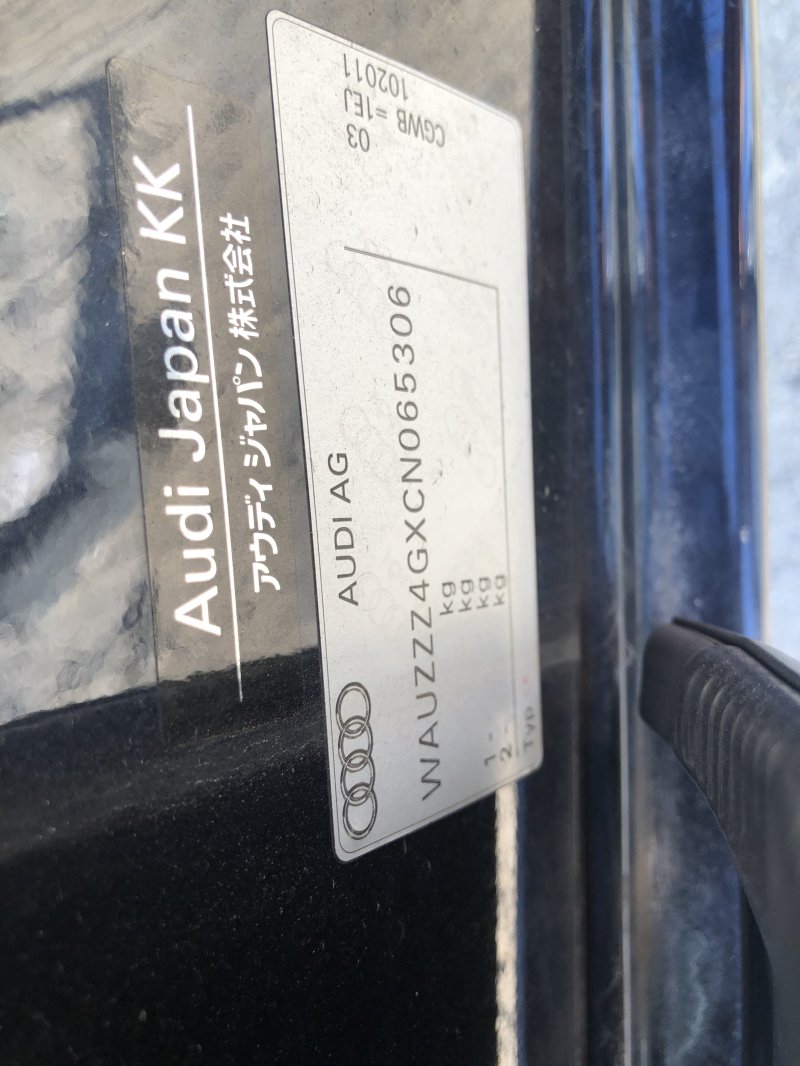 Audi Japan KK
アウディ ジャパン 株式会社
AUDI AG
WAUZZZ4GXCN065306
kg
kg
1 - kg
2 - kg
TYP
03
CGWB =1EJ
102011